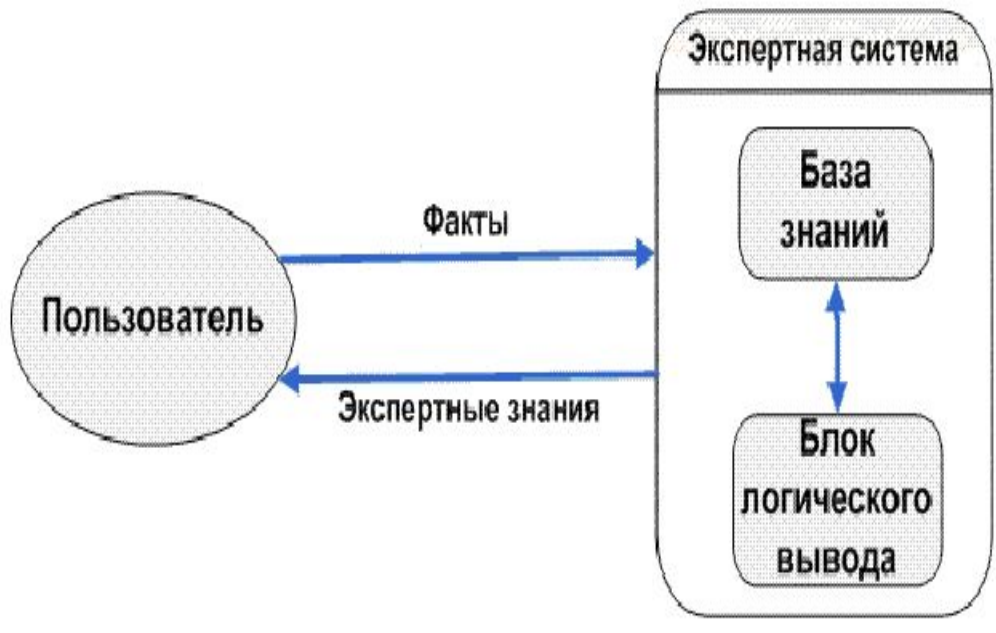 Экспертная система
База
знаний
Факты
Пользователь
Экспертные знания
Блок
логического
вывода